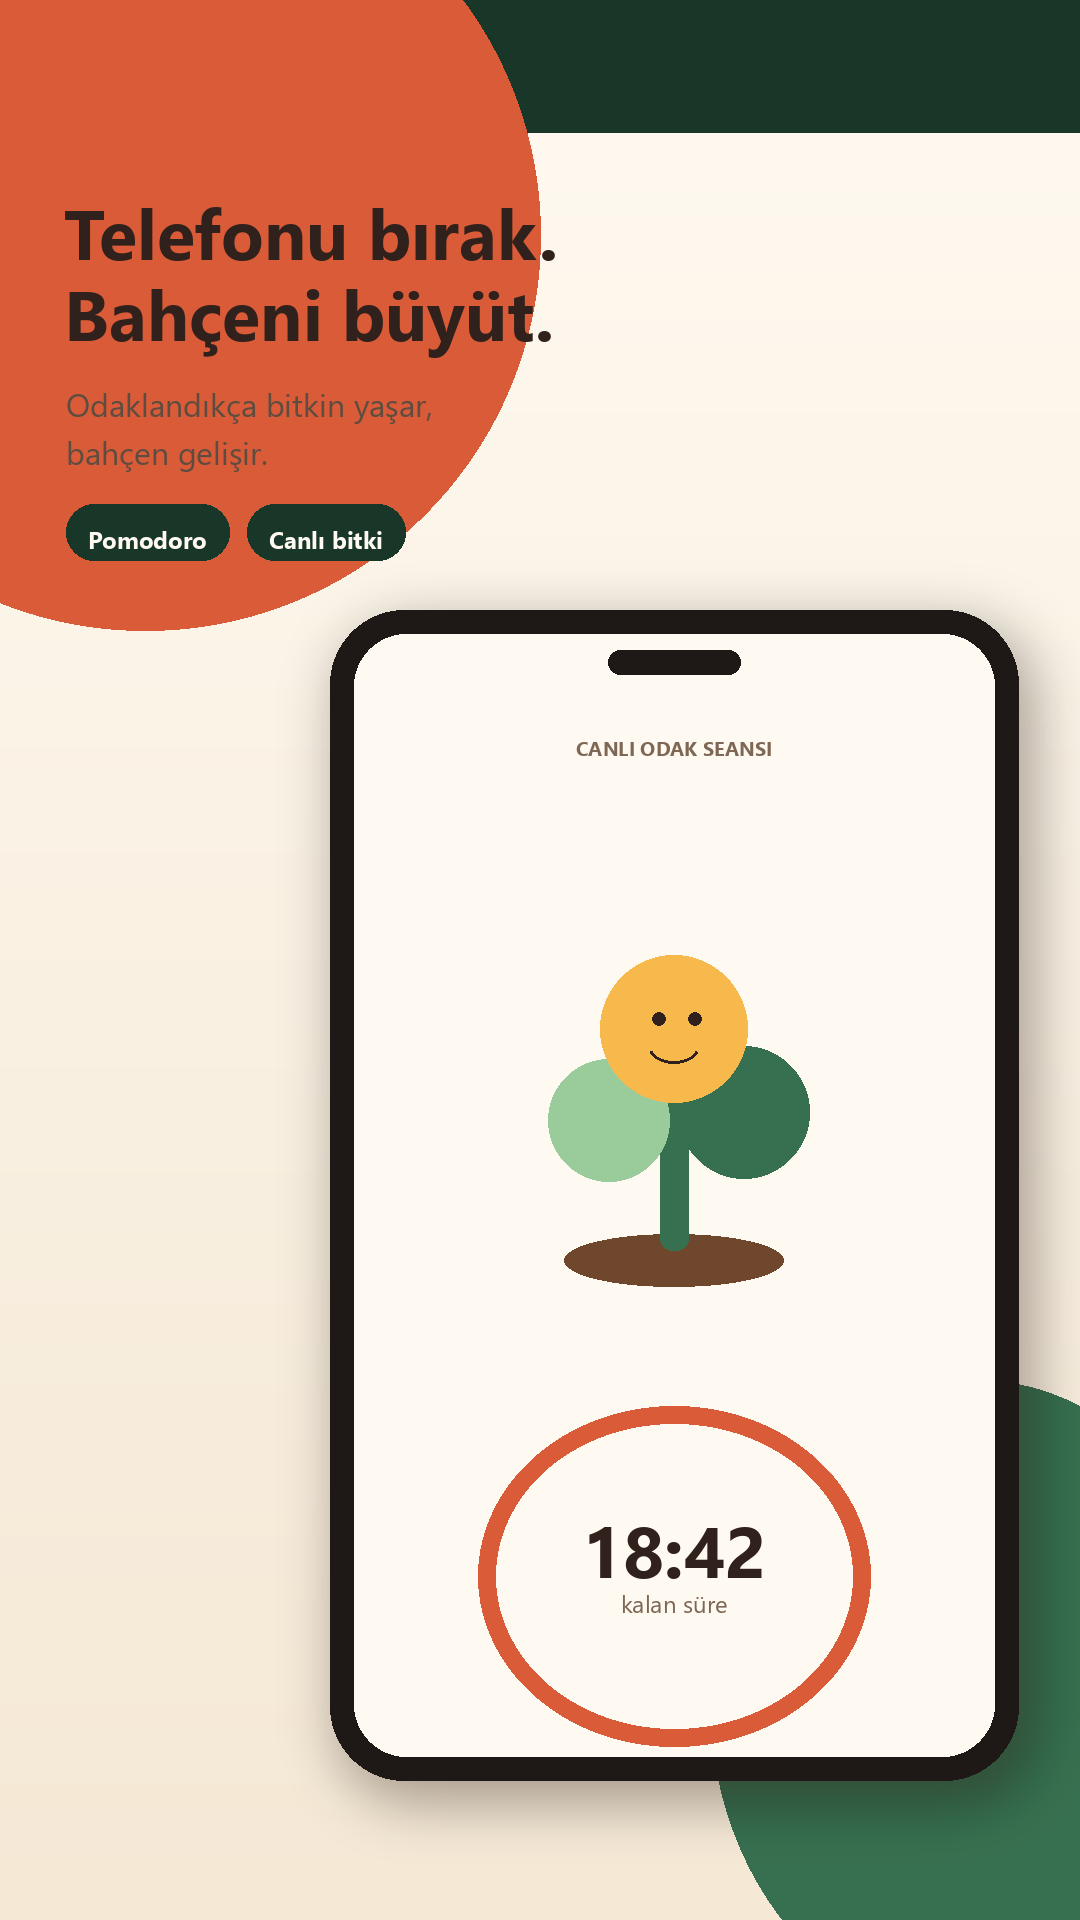 Telefonu bırak.
Bahçeni büyüt.
Odaklandıkça bitkin yaşar,
bahçen gelişir.
Pomodoro
Canlı bitki
CANLI ODAK SEANSI
18:42
kalan süre